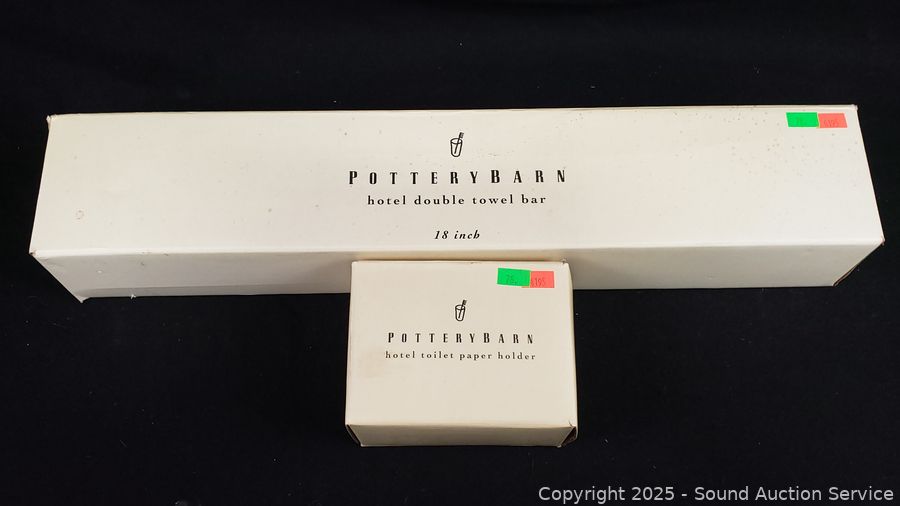 POTTERYBARN
hotel double towel bar
18 inch
POTTERYBARN
hotel toilet paper holder
Copyright 2025 - Sound Auction Service